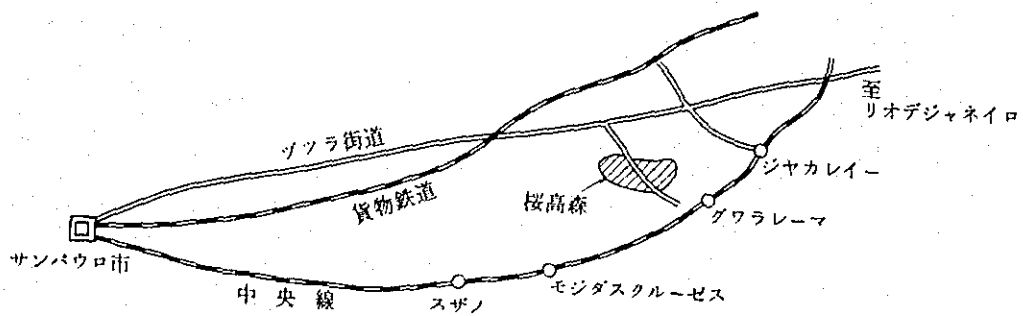 至
リオデジャネイロ
ヅツラ街道
ジヤカレイー
貨物鉄道
桜高森
グワラレーマ
サンパウロ市
中央線
スザノ
モジダスクルーゼス